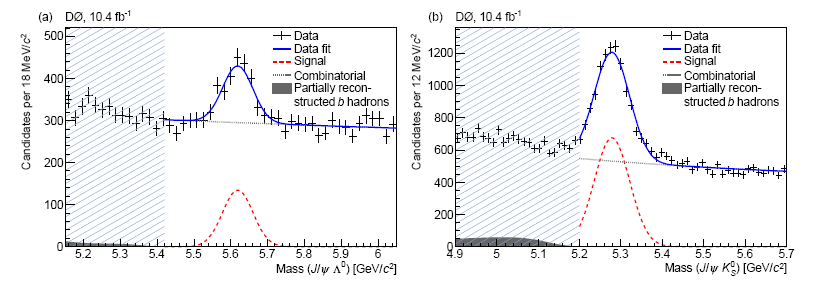 (a) DØ, 10.4 fb⁻¹
Candidates per 18 MeV/c²
500
400
300
200
100
0
Data
Data fit
Signal
Combinatorial
Partially recon-
structed b hadrons
5.2 5.3 5.4 5.5 5.6 5.7 5.8 5.9 6
Mass (J/ψ Λ⁰) [GeV/c²]
(b) DØ, 10.4 fb⁻¹
Candidates per 12 MeV/c²
1200
1000
800
600
400
200
0
Data
Data fit
Signal
Combinatorial
Partially recon-
structed b hadrons
4.9 5 5.1 5.2 5.3 5.4 5.5 5.6 5.7
Mass (J/ψ K⁰S) [GeV/c²]